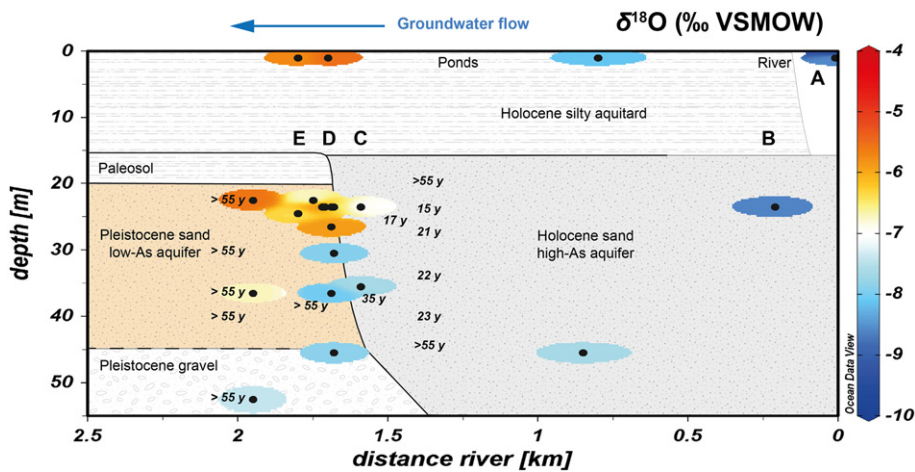 Groundwater flow
δ¹⁸O (‰ VSMOW)
0
10
20
30
40
50
depth [m]
Ponds
River
A
Holocene silty aquitard
E D C
B
Paleosol
>55 y
> 55 y
15 y
17 y
21 y
Pleistocene sand
low-As aquifer
Holocene sand
high-As aquifer
> 55 y
22 y
> 55 y
35 y
> 55 y
> 55 y
23 y
>55 y
Pleistocene gravel
> 55 y
2.5 2 1.5 1 0.5 0
distance river [km]
Ocean Data View
-4
-5
-6
-7
-8
-9
-10